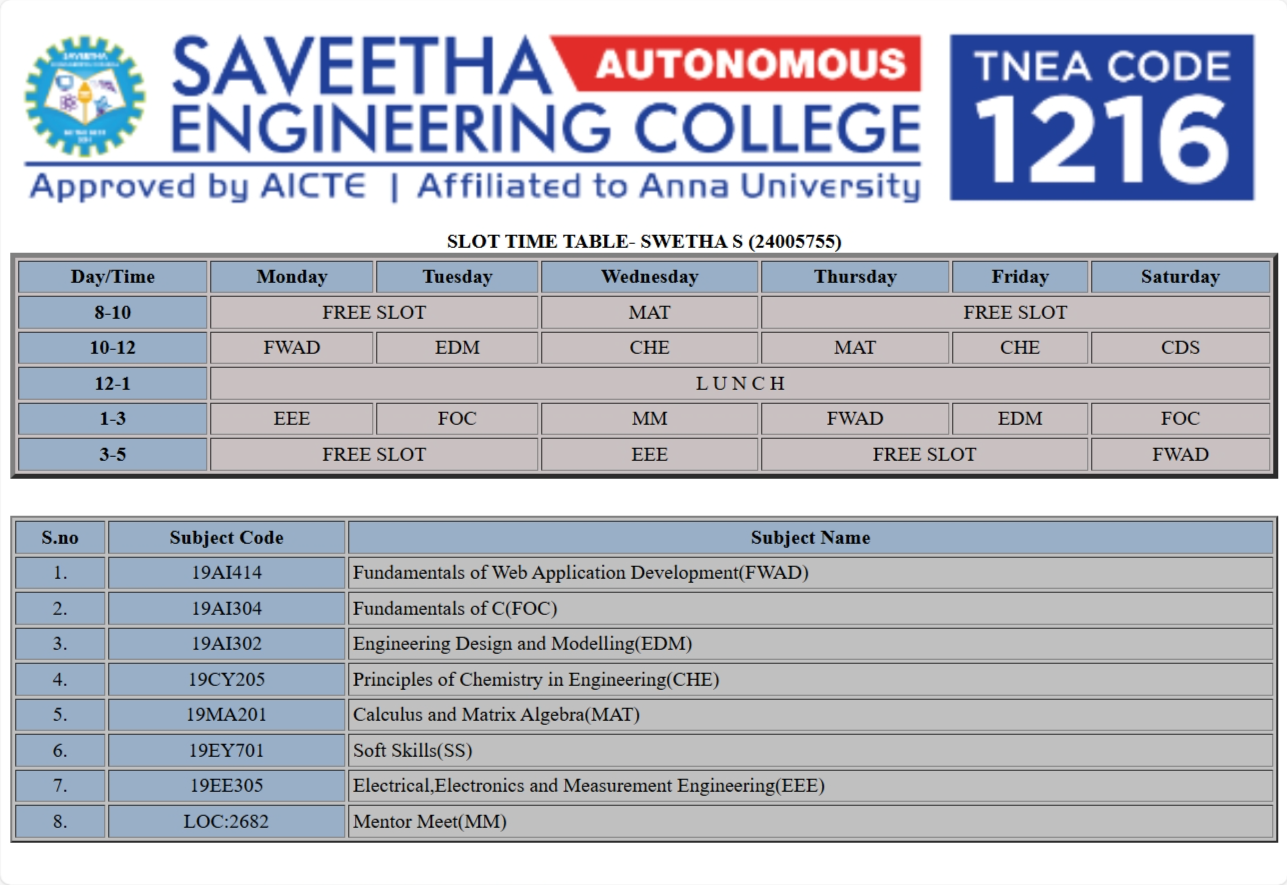 SAVEETHA AUTONOMOUS
ENGINEERING COLLEGE
Approved by AICTE | Affiliated to Anna University
TNEA CODE
1216
SAVEETHA
SLOT TIME TABLE- SWETHA S (24005755)
Day/Time Monday Tuesday Wednesday Thursday Friday Saturday
8-10 FREE SLOT MAT FREE SLOT
10-12 FWAD EDM CHE MAT CHE CDS
12-1 L U N C H
1-3 EEE FOC MM FWAD EDM FOC
3-5 FREE SLOT EEE FREE SLOT FWAD
S.no Subject Code Subject Name
1. 19AI414 Fundamentals of Web Application Development(FWAD)
2. 19AI304 Fundamentals of C(FOC)
3. 19AI302 Engineering Design and Modelling(EDM)
4. 19CY205 Principles of Chemistry in Engineering(CHE)
5. 19MA201 Calculus and Matrix Algebra(MAT)
6. 19EY701 Soft Skills(SS)
7. 19EE305 Electrical,Electronics and Measurement Engineering(EEE)
8. LOC:2682 Mentor Meet(MM)